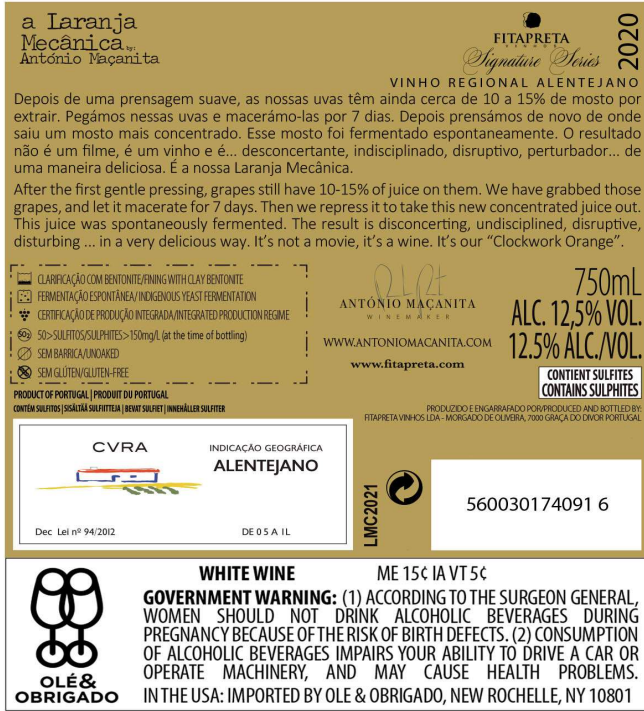 a Laranja
Mecânica by:
António Maçanita
FITAPRETA
VINHOS
Signature Series
2020
VINHO REGIONAL ALENTEJANO
Depois de uma prensagem suave, as nossas uvas têm ainda cerca de 10 a 15% de mosto por
extrair. Pegámos nessas uvas e macerámo-las por 7 dias. Depois prensámos de novo de onde
saiu um mosto mais concentrado. Esse mosto foi fermentado espontaneamente. O resultado
não é um filme, é um vinho e é... desconcertante, indisciplinado, disruptivo, perturbador... de
uma maneira deliciosa. É a nossa Laranja Mecânica.
After the first gentle pressing, grapes still have 10-15% of juice on them. We have grabbed those
grapes, and let it macerate for 7 days. Then we repress it to take this new concentrated juice out.
This juice was spontaneously fermented. The result is disconcerting, undisciplined, disruptive,
disturbing ... in a very delicious way. It's not a movie, it's a wine. It's our “Clockwork Orange”.
CLARIFICAÇÃO COM BENTONITE/FINING WITH CLAY BENTONITE
FERMENTAÇÃO ESPONTÂNEA/ INDIGENOUS YEAST FERMENTATION
CERTIFICAÇÃO DE PRODUÇÃO INTEGRADA/INTEGRATED PRODUCTION REGIME
50>SULFITOS/SULPHITES>150mg/L (at the time of bottling)
SEM BARRICA/UNOAKED
SEM GLÚTEN/GLUTEN-FREE
ANTÓNIO MAÇANITA
WINEMAKER
WWW.ANTONIOMACANITA.COM
www.fitapreta.com
750mL
ALC. 12,5% VOL.
12.5% ALC./VOL.
CONTIENT SULFITES
CONTAINS SULPHITES
PRODUCT OF PORTUGAL | PRODUIT DU PORTUGAL
CONTÉM SULFITOS | SISÄLTÄÄ SULFIITTEJA | BEVAT SULFIET | INNEHÅLLER SULFITER
PRODUZIDO E ENGARRAFADO POR/PRODUCED AND BOTTLED BY:
FITAPRETA VINHOS LDA - MORGADO DE OLIVEIRA, 7000 GRAÇA DO DIVOR PORTUGAL
CVRA
INDICAÇÃO GEOGRÁFICA
ALENTEJANO
Dec Lei nº 94/2012
DE 0 5 A 1L
LMC2021
560030174091 6
WHITE WINE ME 15¢ IA VT 5¢
GOVERNMENT WARNING: (1) ACCORDING TO THE SURGEON GENERAL,
WOMEN SHOULD NOT DRINK ALCOHOLIC BEVERAGES DURING
PREGNANCY BECAUSE OF THE RISK OF BIRTH DEFECTS. (2) CONSUMPTION
OF ALCOHOLIC BEVERAGES IMPAIRS YOUR ABILITY TO DRIVE A CAR OR
OPERATE MACHINERY, AND MAY CAUSE HEALTH PROBLEMS.
IN THE USA: IMPORTED BY OLE & OBRIGADO, NEW ROCHELLE, NY 10801
OLÉ&
OBRIGADO